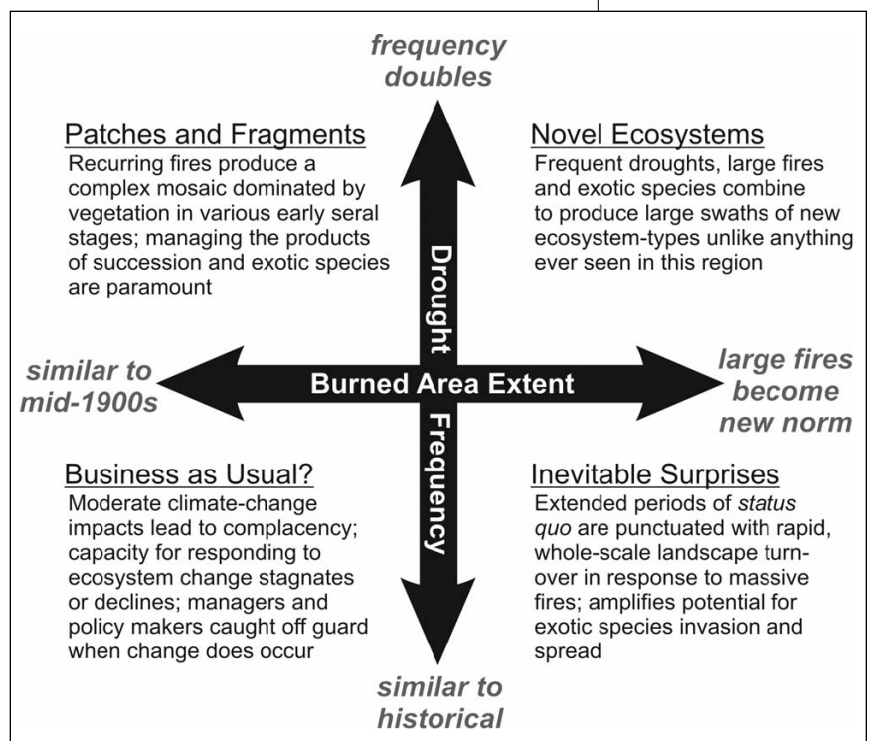 frequency
doubles
Patches and Fragments
Recurring fires produce a
complex mosaic dominated by
vegetation in various early seral
stages; managing the products
of succession and exotic species
are paramount
Novel Ecosystems
Frequent droughts, large fires
and exotic species combine
to produce large swaths of new
ecosystem-types unlike anything
ever seen in this region
Drought
similar to
mid-1900s
Burned Area Extent
large fires
become
new norm
Frequency
Business as Usual?
Moderate climate-change
impacts lead to complacency;
capacity for responding to
ecosystem change stagnates
or declines; managers and
policy makers caught off guard
when change does occur
Inevitable Surprises
Extended periods of status
quo are punctuated with rapid,
whole-scale landscape turn-
over in response to massive
fires; amplifies potential for
exotic species invasion and
spread
similar to
historical